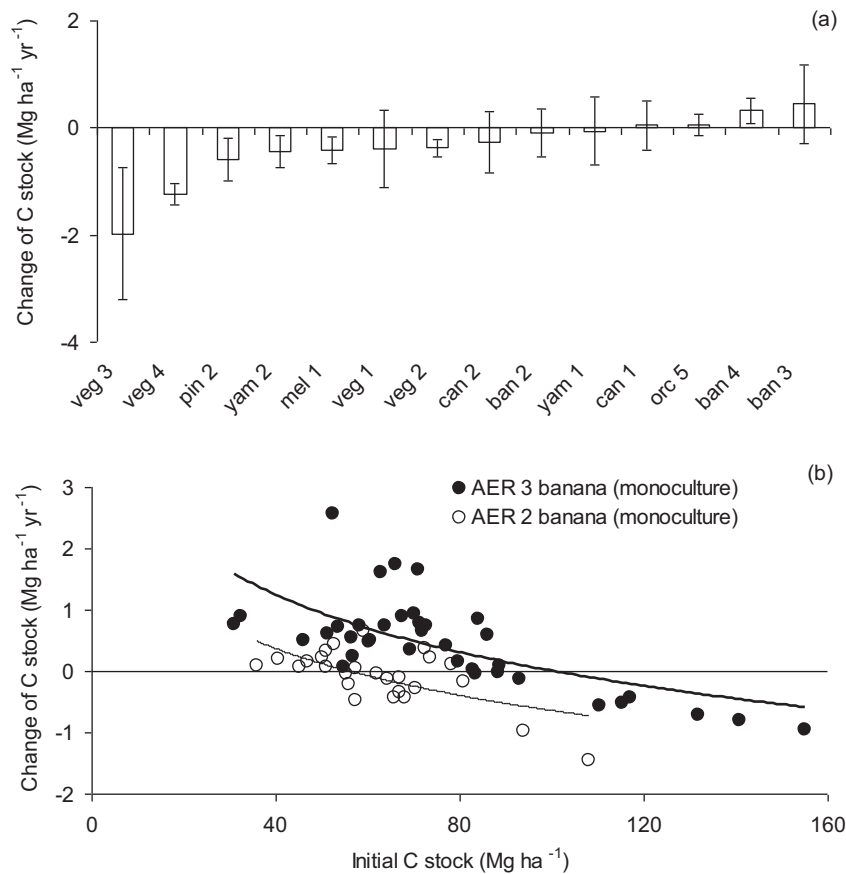 (a)
Change of C stock (Mg ha⁻¹ yr⁻¹)
2
0
-2
-4
veg 3
veg 4
pin 2
yam 2
mel 1
veg 1
veg 2
can 2
ban 2
yam 1
can 1
orc 5
ban 4
ban 3
(b)
AER 3 banana (monoculture)
AER 2 banana (monoculture)
Change of C stock (Mg ha⁻¹ yr⁻¹)
3
2
1
0
-1
-2
0 40 80 120 160
Initial C stock (Mg ha ⁻¹)